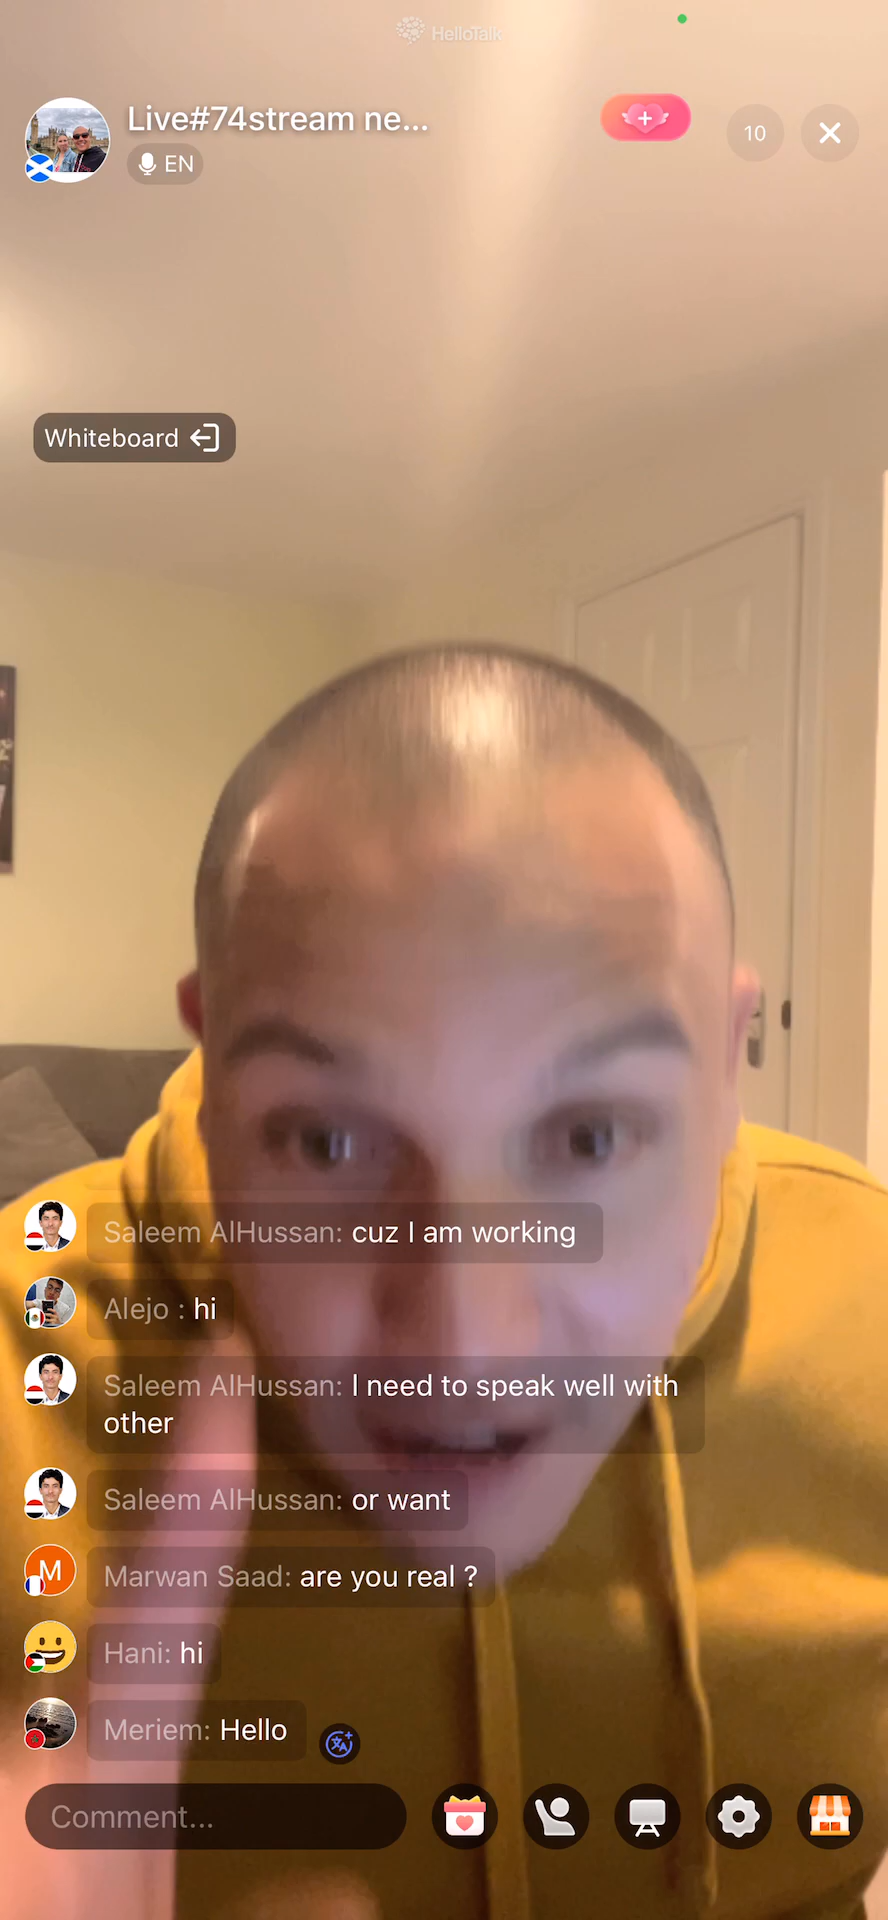 HelloTalk
Live#74stream ne...
EN
10
Whiteboard
Saleem AlHussan: cuz I am working
Alejo : hi
Saleem AlHussan: I need to speak well with
other
Saleem AlHussan: or want
M
Marwan Saad: are you real ?
Hani: hi
Meriem: Hello
Comment...